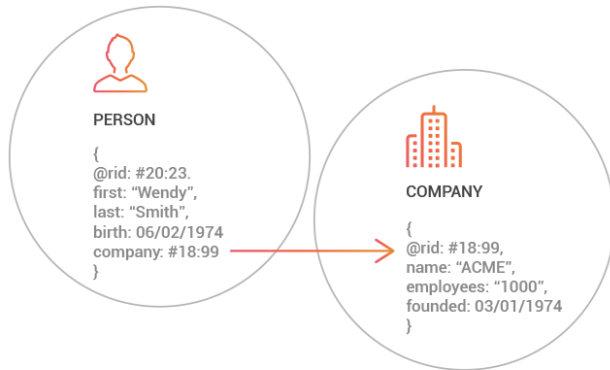 PERSON
{
@rid: #20:23.
first: “Wendy”,
last: “Smith”,
birth: 06/02/1974
company: #18:99
}
COMPANY
{
@rid: #18:99,
name: “ACME”,
employees: “1000”,
founded: 03/01/1974
}